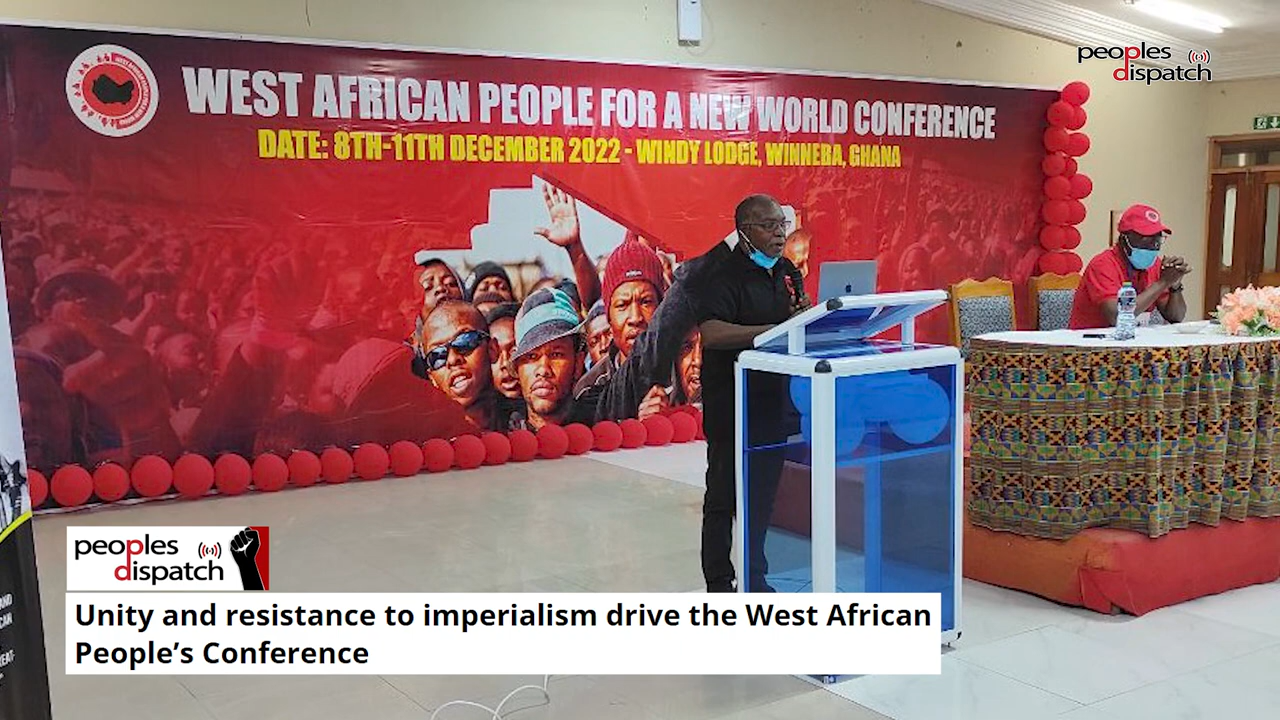 WEST AFRICAN PEOPLE FOR A NEW WORLD CONFERENCE
DATE: 8TH-11TH DECEMBER 2022 - WINDY LODGE, WINNEBA, GHANA
peoples
dispatch
peoples
dispatch
Unity and resistance to imperialism drive the West African
People’s Conference